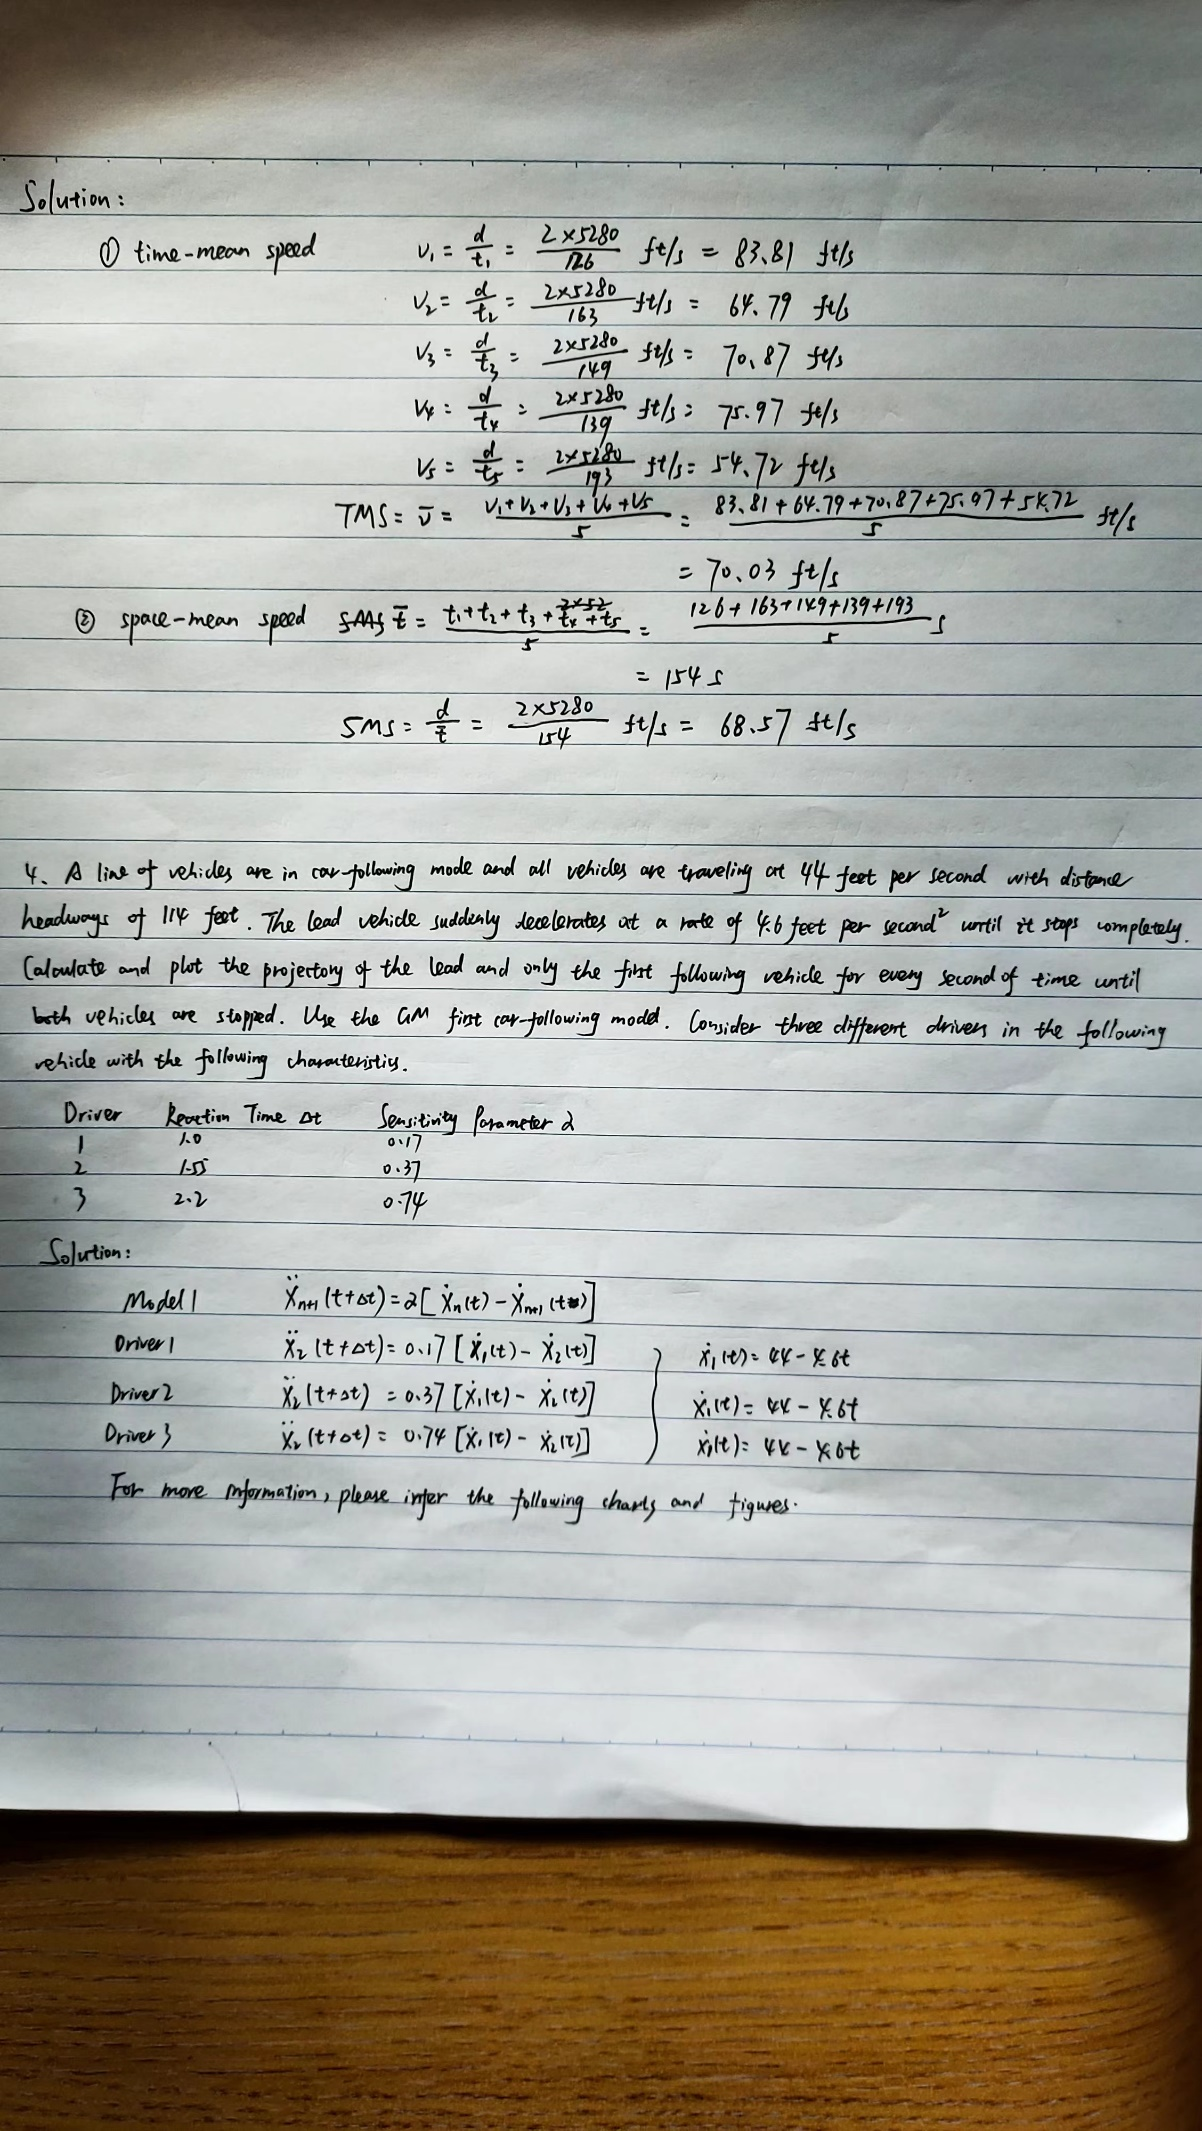 Solution:
① time-mean speed v₁ = d/t₁ = 2×5280/126 ft/s = 83.81 ft/s
v₂ = d/t₂ = 2×5280/163 ft/s = 64.79 ft/s
v₃ = d/t₃ = 2×5280/149 ft/s = 70.87 ft/s
v₄ = d/t₄ = 2×5280/139 ft/s = 75.97 ft/s
v₅ = d/t₅ = 2×5280/193 ft/s = 54.72 ft/s
TMS = v̄ = v₁+v₂+v₃+v₄+v₅/5 = 83.81+64.79+70.87+75.97+54.72/5 ft/s
= 70.03 ft/s
② space-mean speed t̄ = t₁+t₂+t₃+t₄+t₅/5 = 126+163+149+139+193/5 s
= 154 s
SMS = d/t̄ = 2×5280/154 ft/s = 68.57 ft/s
4. A line of vehicles are in car-following mode and all vehicles are traveling at 44 feet per second with distance
headways of 114 feet. The lead vehicle suddenly decelerates at a rate of 4.6 feet per second² until it stops completely.
Calculate and plot the projectory of the lead and only the first following vehicle for every second of time until
both vehicles are stopped. Use the GM first car-following model. Consider three different drivers in the following
vehicle with the following characteristics.
Driver Reaction Time Δt Sensitivity Parameter α
1 1.0 0.17
2 1.55 0.37
3 2.2 0.74
Solution:
Model 1 Ẍₙ₊₁(t+Δt) = α[Ẋₙ(t) - Ẋₙ₊₁(t)]
Driver 1 Ẍ₂(t+Δt) = 0.17[Ẋ₁(t) - Ẋ₂(t)] } ẋ₁(t) = 44 - 4.6t
Driver 2 Ẍ₂(t+Δt) = 0.37[Ẋ₁(t) - Ẋ₂(t)] ẋ₁(t) = 44 - 4.6t
Driver 3 Ẍ₂(t+Δt) = 0.74[Ẋ₁(t) - Ẋ₂(t)] ẋ₁(t) = 44 - 4.6t
For more information, please infer the following charts and figures.